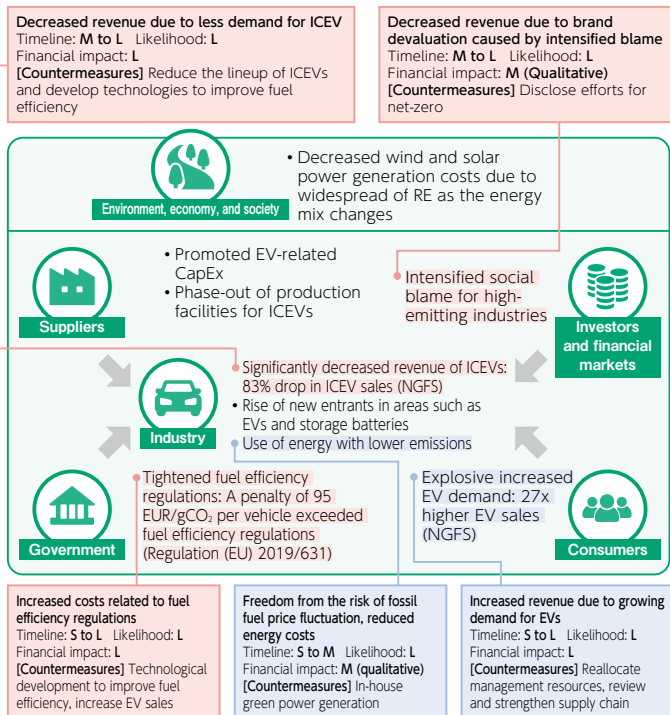 Decreased revenue due to less demand for ICEV
Timeline: M to L Likelihood: L
Financial impact: L
[Countermeasures] Reduce the lineup of ICEVs
and develop technologies to improve fuel
efficiency
Decreased revenue due to brand
devaluation caused by intensified blame
Timeline: M to L Likelihood: L
Financial impact: M (Qualitative)
[Countermeasures] Disclose efforts for
net-zero
Environment, economy, and society
• Decreased wind and solar
power generation costs due to
widespread of RE as the energy
mix changes
Suppliers
• Promoted EV-related
CapEx
• Phase-out of production
facilities for ICEVs
Intensified social
blame for high-
emitting industries
Investors
and financial
markets
Industry
Significantly decreased revenue of ICEVs:
83% drop in ICEV sales (NGFS)
• Rise of new entrants in areas such as
EVs and storage batteries
Use of energy with lower emissions
Government
Tightened fuel efficiency
regulations: A penalty of 95
EUR/gCO₂ per vehicle exceeded
fuel efficiency regulations
(Regulation (EU) 2019/631)
Explosive increased
EV demand: 27x
higher EV sales
(NGFS)
Consumers
Increased costs related to fuel
efficiency regulations
Timeline: S to L Likelihood: L
Financial impact: L
[Countermeasures] Technological
development to improve fuel
efficiency, increase EV sales
Freedom from the risk of fossil
fuel price fluctuation, reduced
energy costs
Timeline: S to M Likelihood: L
Financial impact: M (qualitative)
[Countermeasures] In-house
green power generation
Increased revenue due to growing
demand for EVs
Timeline: S to L Likelihood: L
Financial impact: L
[Countermeasures] Reallocate
management resources, review
and strengthen supply chain